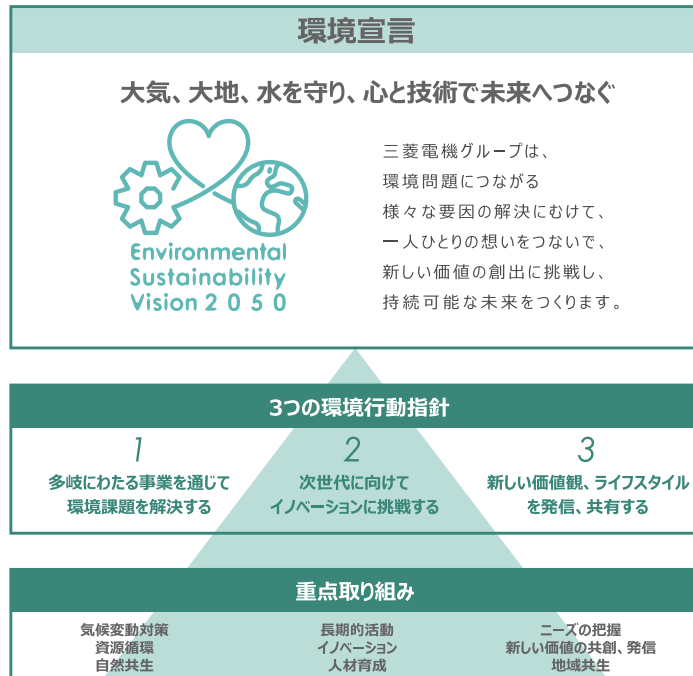 環境宣言
大気、大地、水を守り、心と技術で未来へつなぐ
Environmental
Sustainability
Vision 2050
三菱電機グループは、
環境問題につながる
様々な要因の解決にむけて、
一人ひとりの想いをつないで、
新しい価値の創出に挑戦し、
持続可能な未来をつくります。
3つの環境行動指針
1
多岐にわたる事業を通じて
環境課題を解決する
2
次世代に向けて
イノベーションに挑戦する
3
新しい価値観、ライフスタイル
を発信、共有する
重点取り組み
気候変動対策
資源循環
自然共生
長期的活動
イノベーション
人材育成
ニーズの把握
新しい価値の共創、発信
地域共生